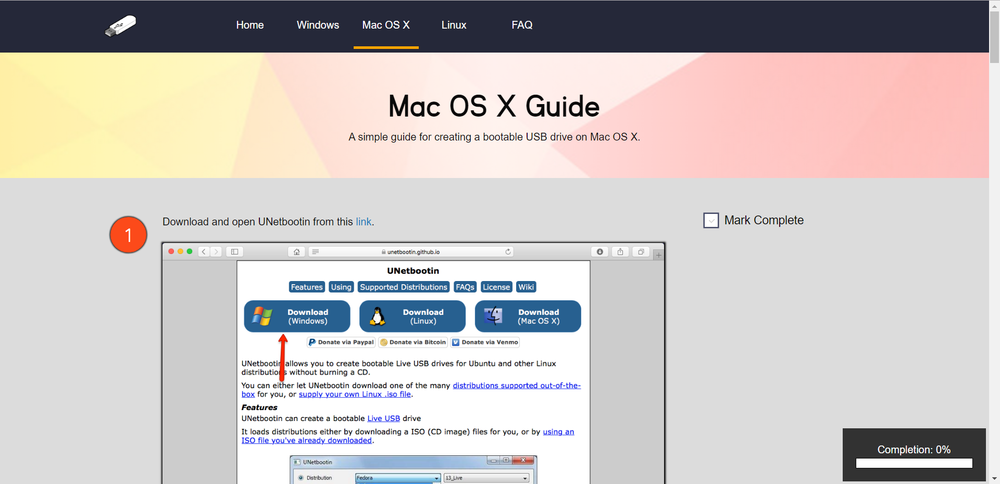 Home Windows Mac OS X Linux FAQ
Mac OS X Guide
A simple guide for creating a bootable USB drive on Mac OS X.
1
Download and open UNetbootin from this link.
Mark Complete
unetbootin.github.io
UNetbootin
Features Using Supported Distributions FAQs License Wiki
Download
(Windows)
Download
(Linux)
Download
(Mac OS X)
Donate via Paypal Donate via Bitcoin Donate via Venmo
UNetbootin allows you to create bootable Live USB drives for Ubuntu and other Linux
distributions without burning a CD.
You can either let UNetbootin download one of the many distributions supported out-of-the-
box for you, or supply your own Linux .iso file.
Features
UNetbootin can create a bootable Live USB drive
It loads distributions either by downloading a ISO (CD image) files for you, or by using an
ISO file you've already downloaded.
UNetbootin
Distribution Fedora 13_Live
Completion: 0%